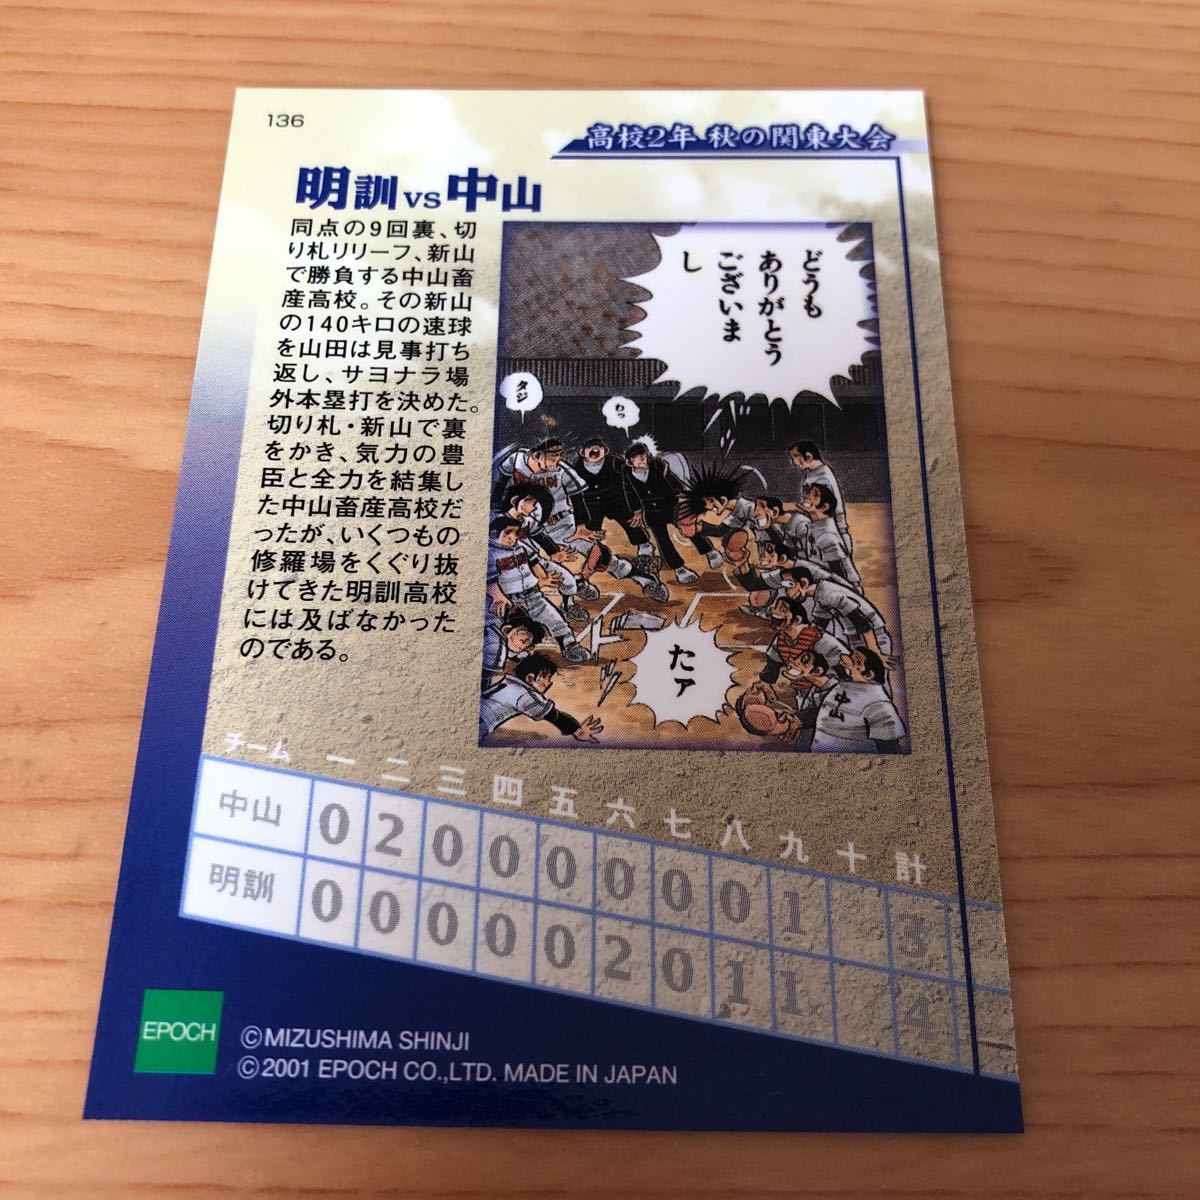 136
高校2年 秋の関東大会
明訓vs中山
同点の9回裏、切
り札リリーフ、新山
で勝負する中山畜
産高校。その新山
の140キロの速球
を山田は見事打ち
返し、サヨナラ場
外本塁打を決めた。
切り札・新山で裏
をかき、気力の豊
臣と全力を結集し
た中山畜産高校だ
ったが、いくつもの
修羅場をくぐり抜
けてきた明訓高校
には及ばなかった
のである。
どうも
ありがとう
ございま
し
タジ
わっ
たァ
中山
チーム 一 二 三 四 五 六 七 八 九 十 計
中山 0 2 0 0 0 0 0 0 1 3
明訓 0 0 0 0 0 2 0 1 1x 4
EPOCH
©MIZUSHIMA SHINJI
©2001 EPOCH CO.,LTD. MADE IN JAPAN